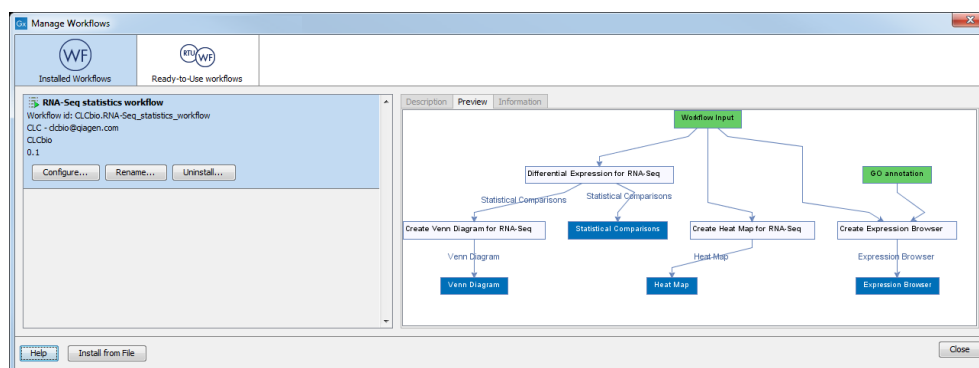 Gx Manage Workflows
WF
RTU WF
Installed Workflows
Ready-to-Use workflows
RNA-Seq statistics workflow
Workflow id: CLCbio.RNA-Seq_statistics_workflow
CLC - clcbio@qiagen.com
CLCbio
0.1
Configure...
Rename...
Uninstall...
Description
Preview
Information
Workflow Input
Differential Expression for RNA-Seq
GO annotation
Statistical Comparisons
Statistical Comparisons
Create Venn Diagram for RNA-Seq
Statistical Comparisons
Create Heat Map for RNA-Seq
Create Expression Browser
Venn Diagram
Heat Map
Expression Browser
Venn Diagram
Heat Map
Expression Browser
Help
Install from File
Close